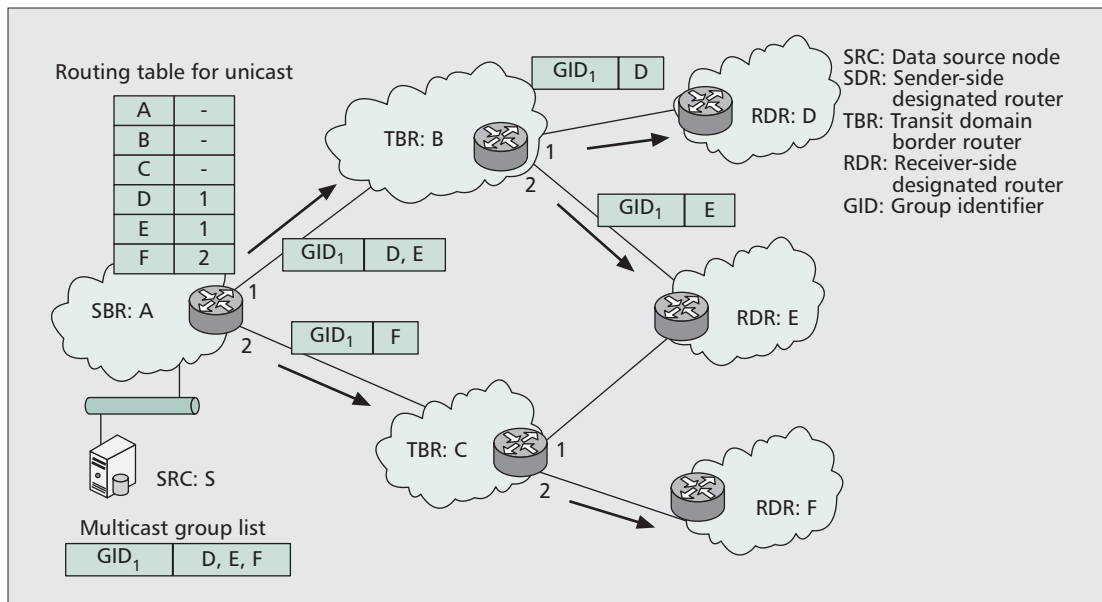 Routing table for unicast
A -
B -
C -
D 1
E 1
F 2
SBR: A
1
2
GID1 D, E
GID1 F
TBR: B
1
2
GID1 D
GID1 E
RDR: D
RDR: E
TBR: C
1
2
RDR: F
SRC: S
Multicast group list
GID1 D, E, F
SRC: Data source node
SDR: Sender-side
designated router
TBR: Transit domain
border router
RDR: Receiver-side
designated router
GID: Group identifier